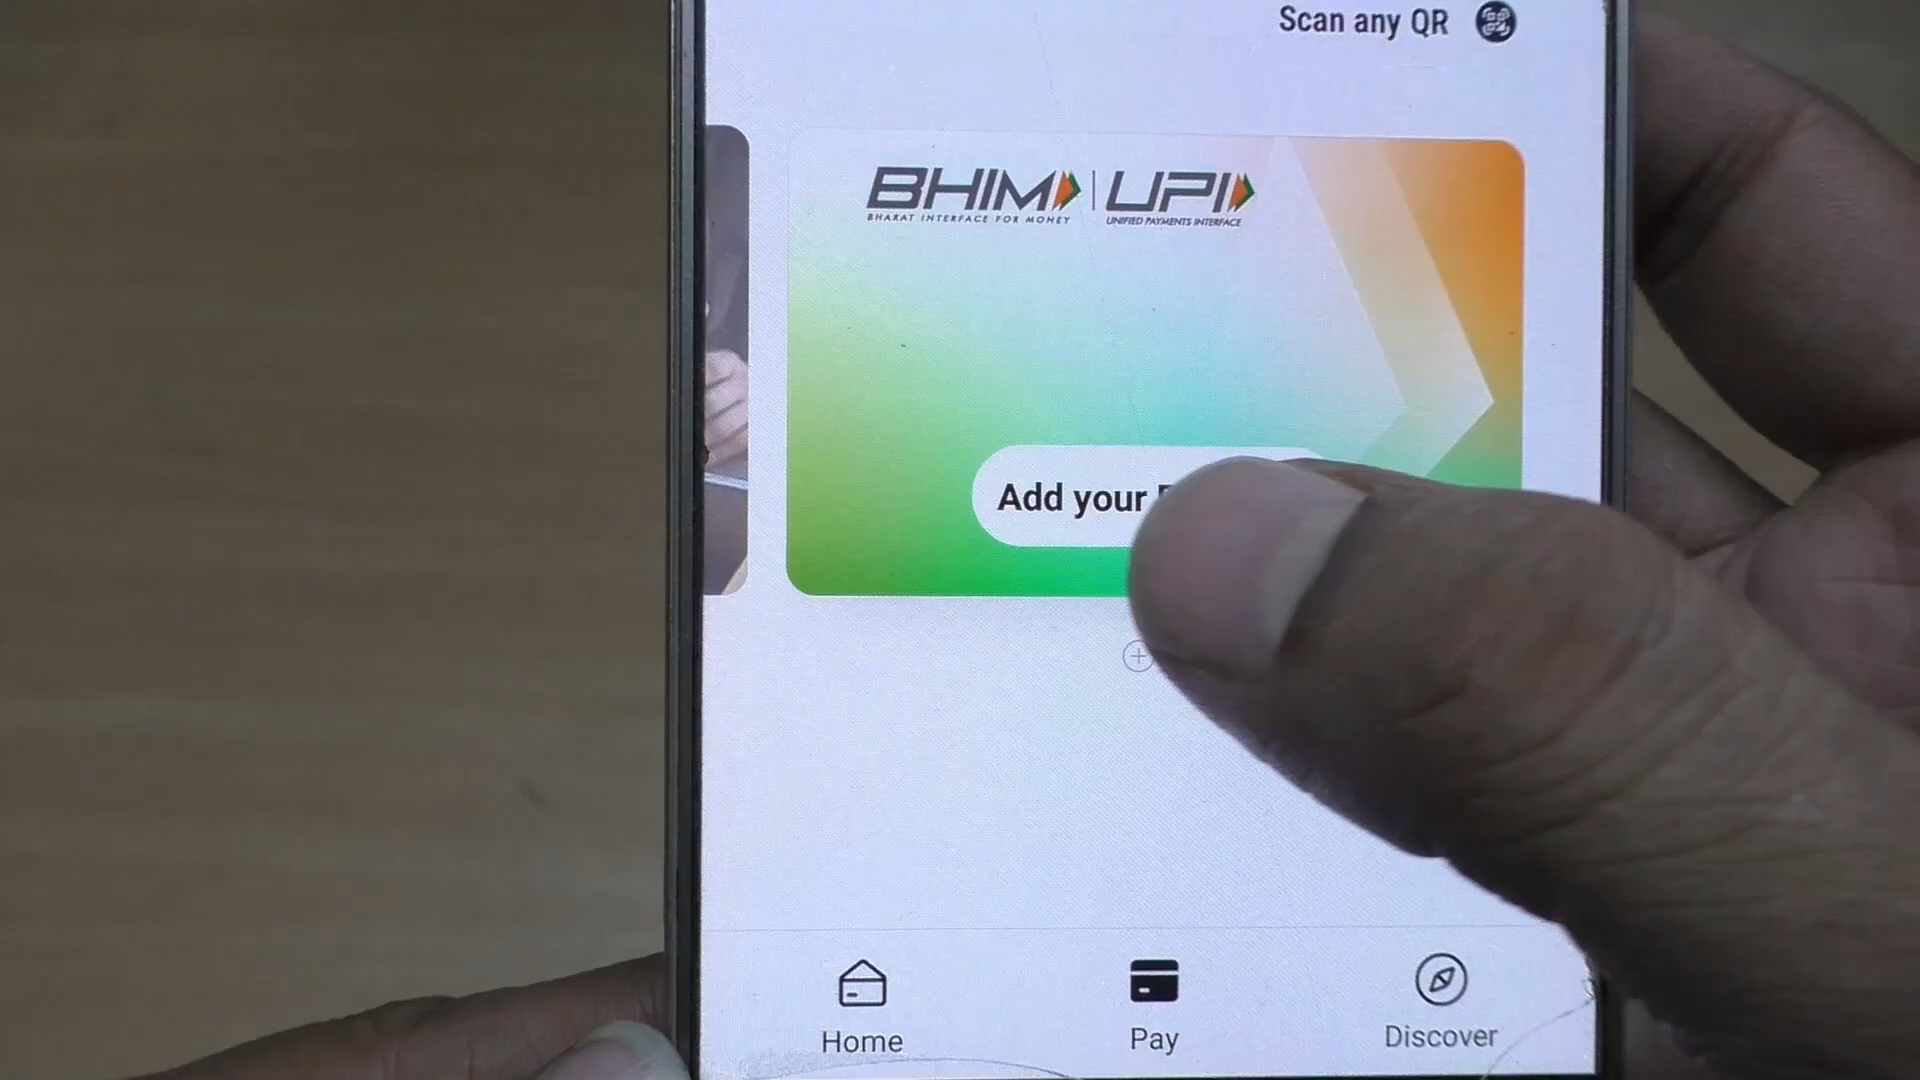 Scan any QR
BHIM UPI
BHARAT INTERFACE FOR MONEY UNIFIED PAYMENTS INTERFACE
Add your
Home Pay Discover